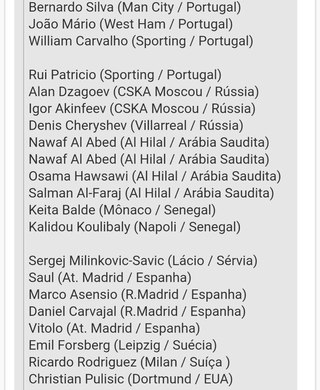 Bernardo Silva (Man City / Portugal)
João Mário (West Ham / Portugal)
William Carvalho (Sporting / Portugal)
Rui Patricio (Sporting / Portugal)
Alan Dzagoev (CSKA Moscou / Rússia)
Igor Akinfeev (CSKA Moscou / Rússia)
Denis Cheryshev (Villarreal / Rússia)
Nawaf Al Abed (Al Hilal / Arábia Saudita)
Nawaf Al Abed (Al Hilal / Arábia Saudita)
Osama Hawsawi (Al Hilal / Arábia Saudita)
Salman Al-Faraj (Al Hilal / Arábia Saudita)
Keita Balde (Mônaco / Senegal)
Kalidou Koulibaly (Napoli / Senegal)
Sergej Milinkovic-Savic (Lácio / Sérvia)
Saul (At. Madrid / Espanha)
Marco Asensio (R.Madrid / Espanha)
Daniel Carvajal (R.Madrid / Espanha)
Vitolo (At. Madrid / Espanha)
Emil Forsberg (Leipzig / Suécia)
Ricardo Rodriguez (Milan / Suíça )
Christian Pulisic (Dortmund / EUA)